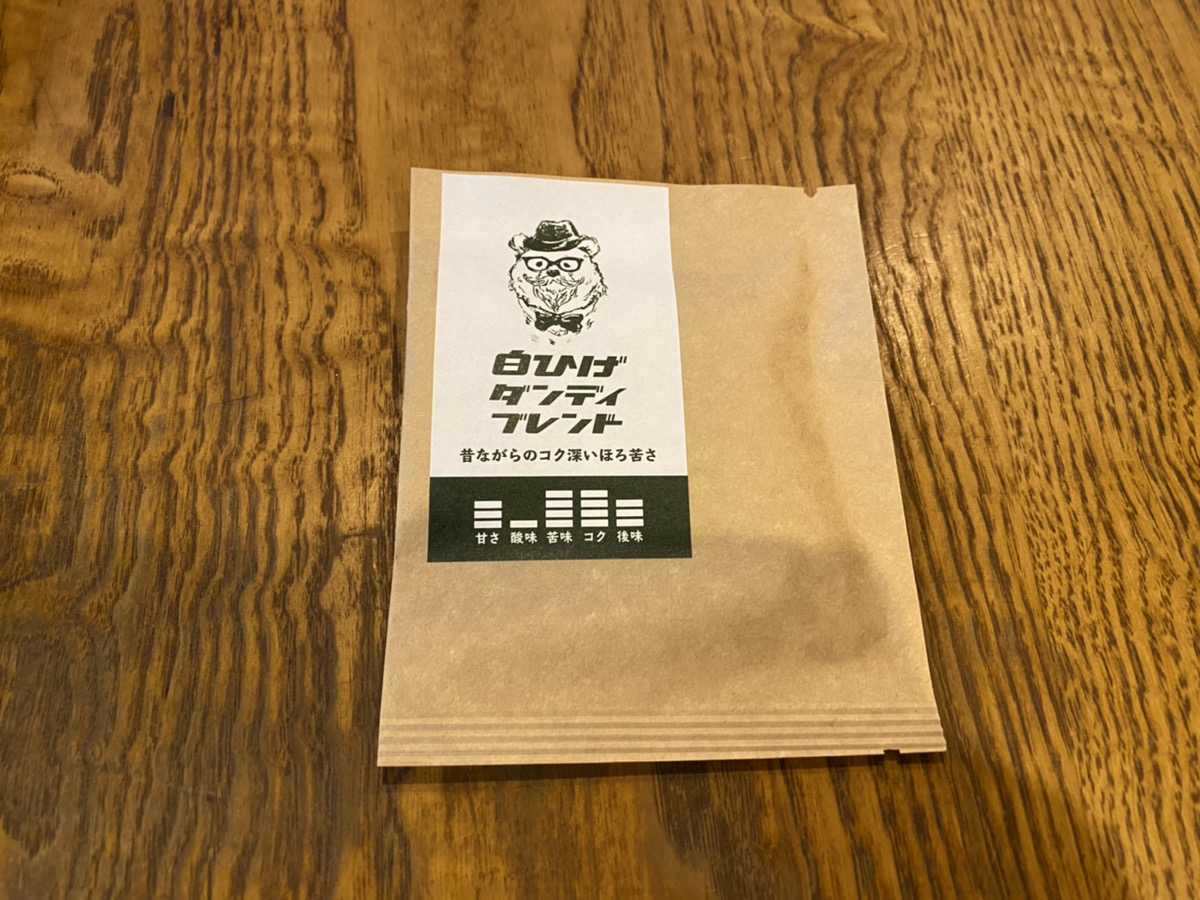 白ひげ
ダンディ
ブレンド
昔ながらのコク深いほろ苦さ
甘さ 酸味 苦味 コク 後味